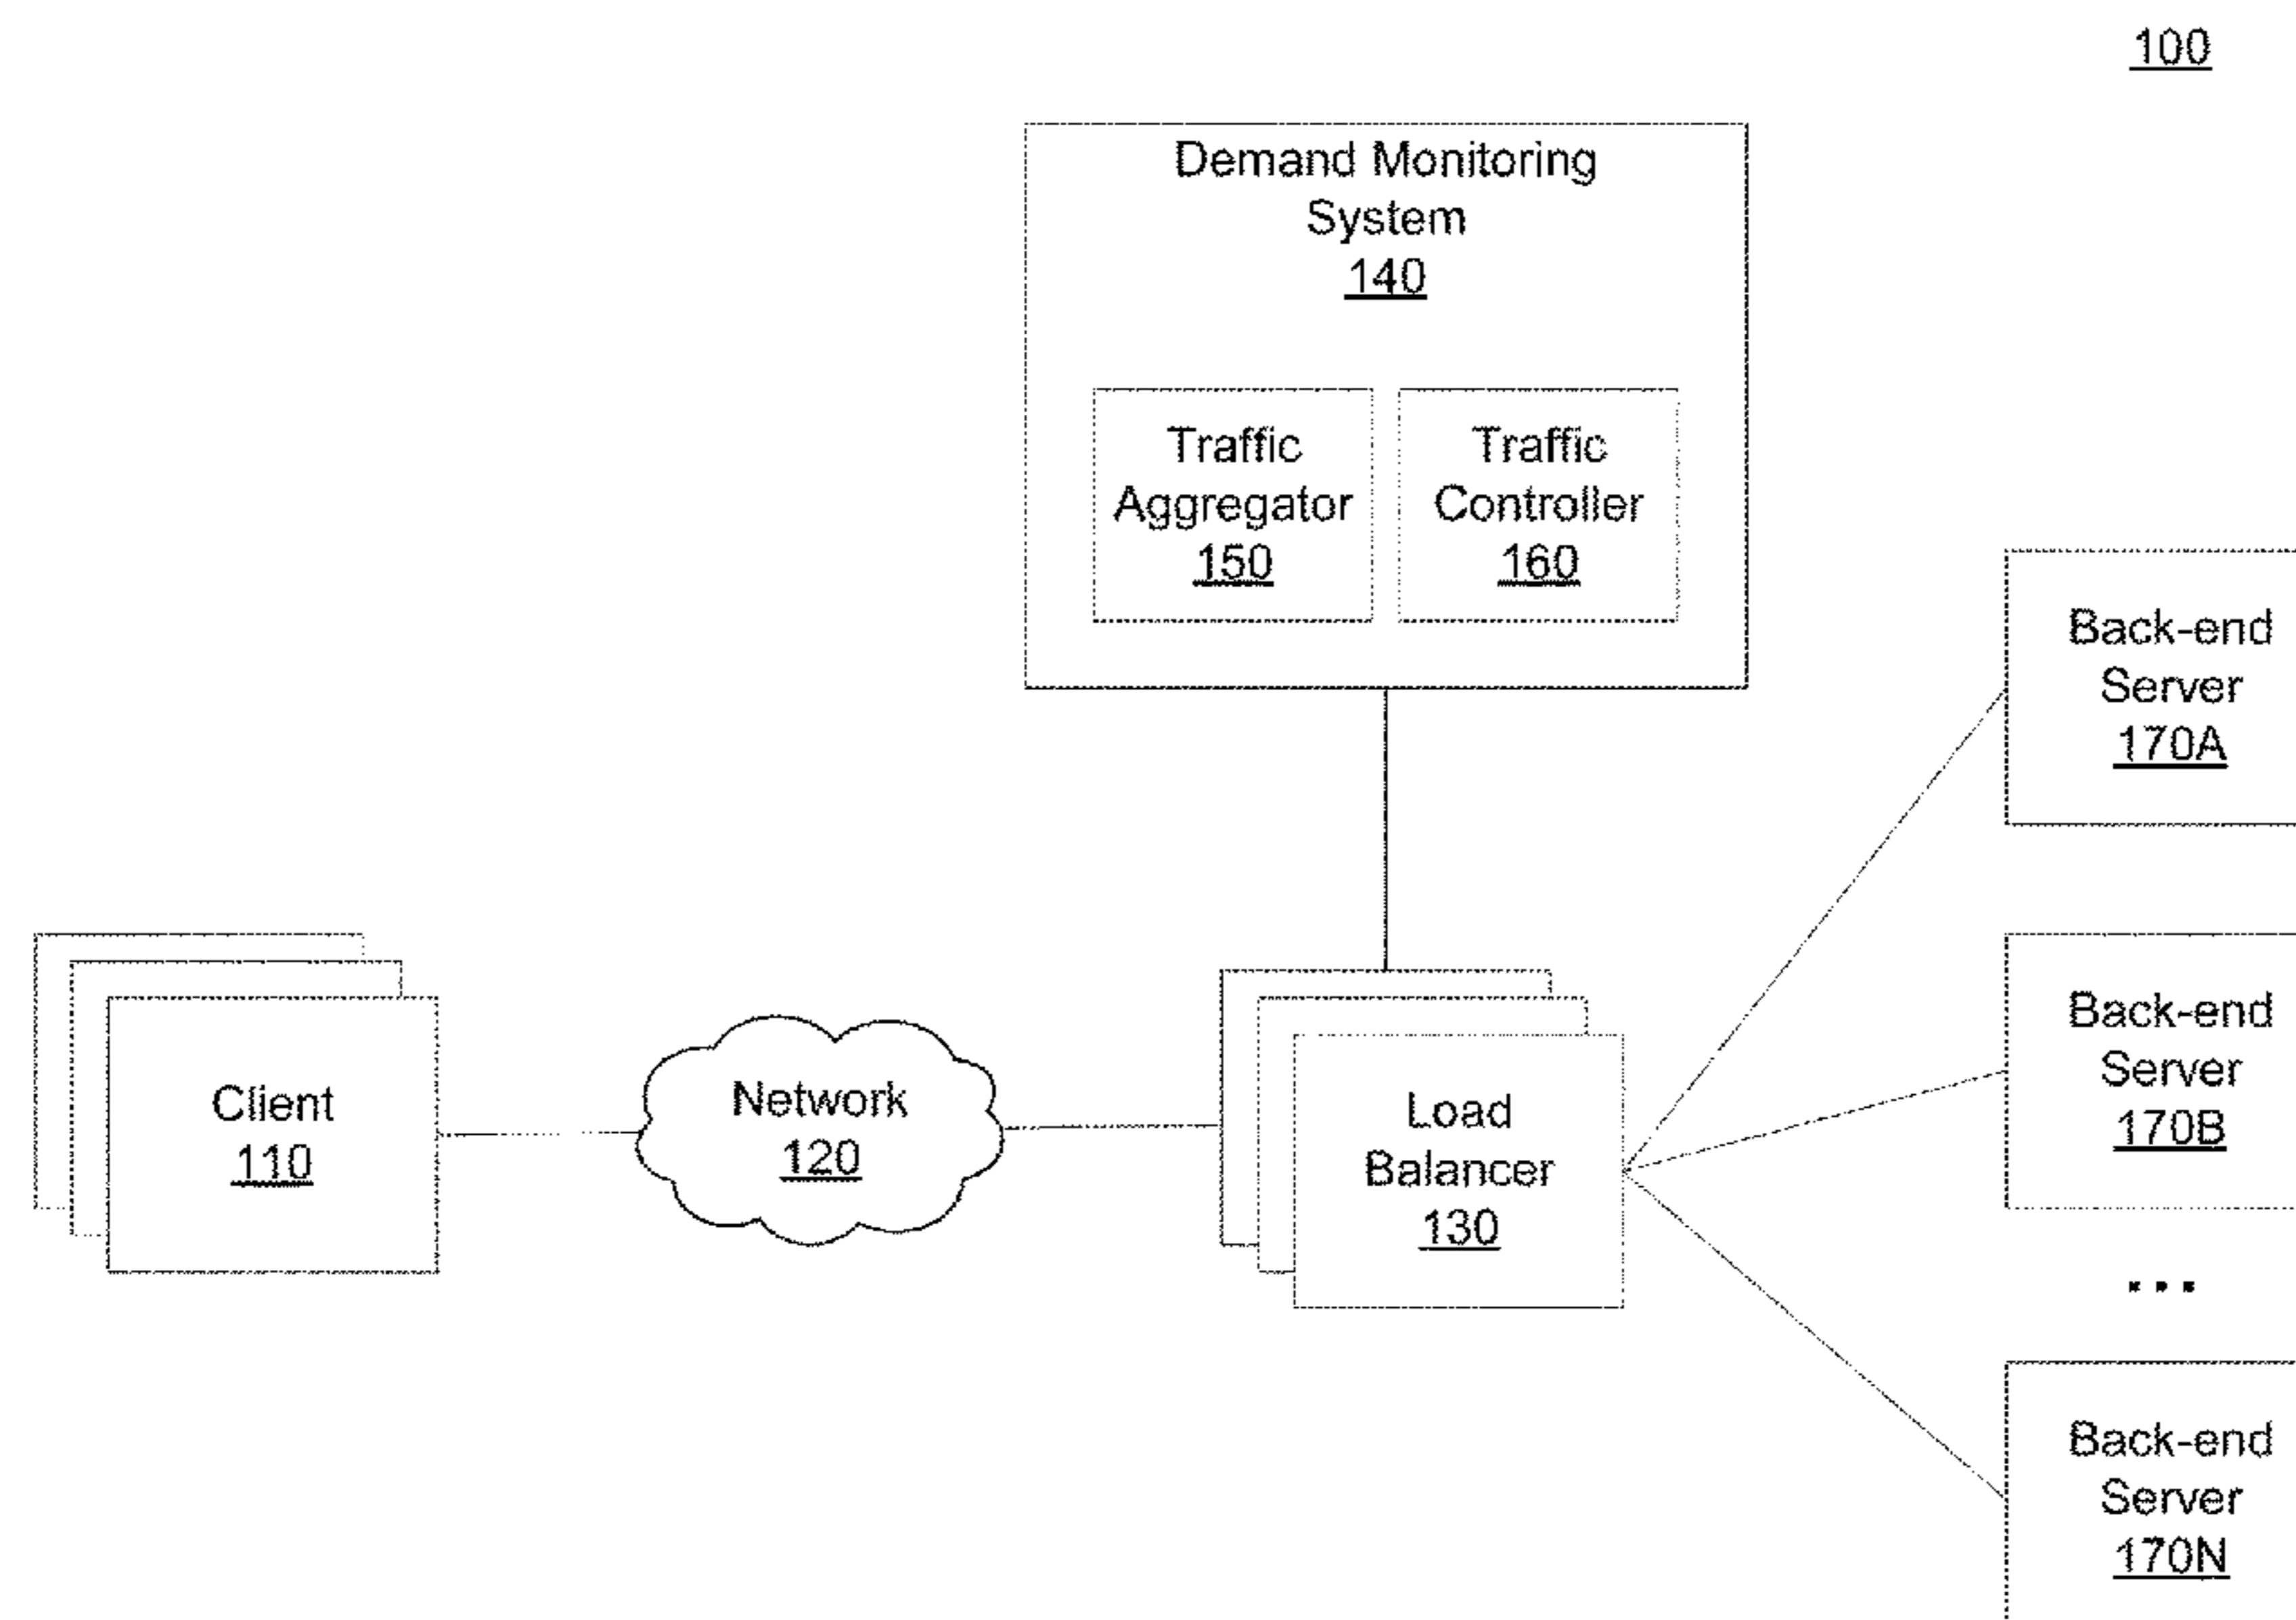 100
Demand Monitoring
System
140
Traffic
Aggregator
150
Traffic
Controller
160
Back-end
Server
170A
Client
110
Network
120
Load
Balancer
130
Back-end
Server
170B
...
Back-end
Server
170N